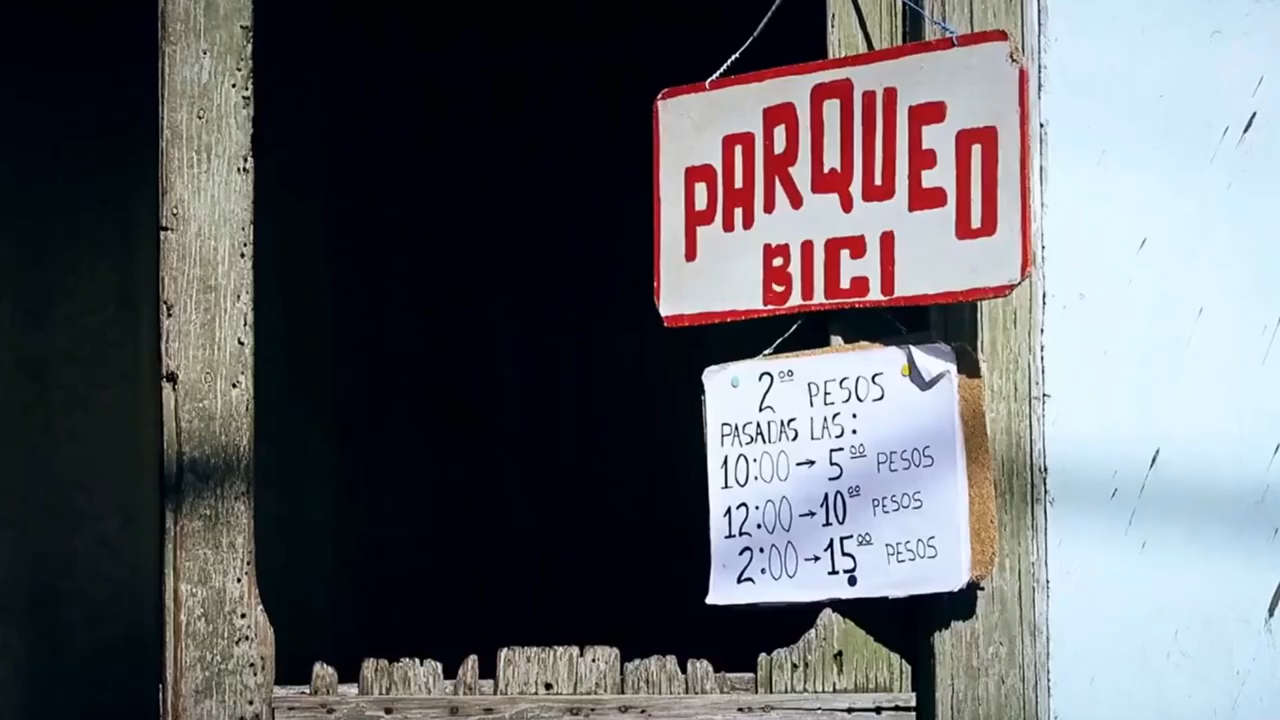 PARQUEO
BICI
2⁰⁰ PESOS
PASADAS LAS:
10:00→5⁰⁰ PESOS
12:00→10⁰⁰ PESOS
2:00→15⁰⁰ PESOS